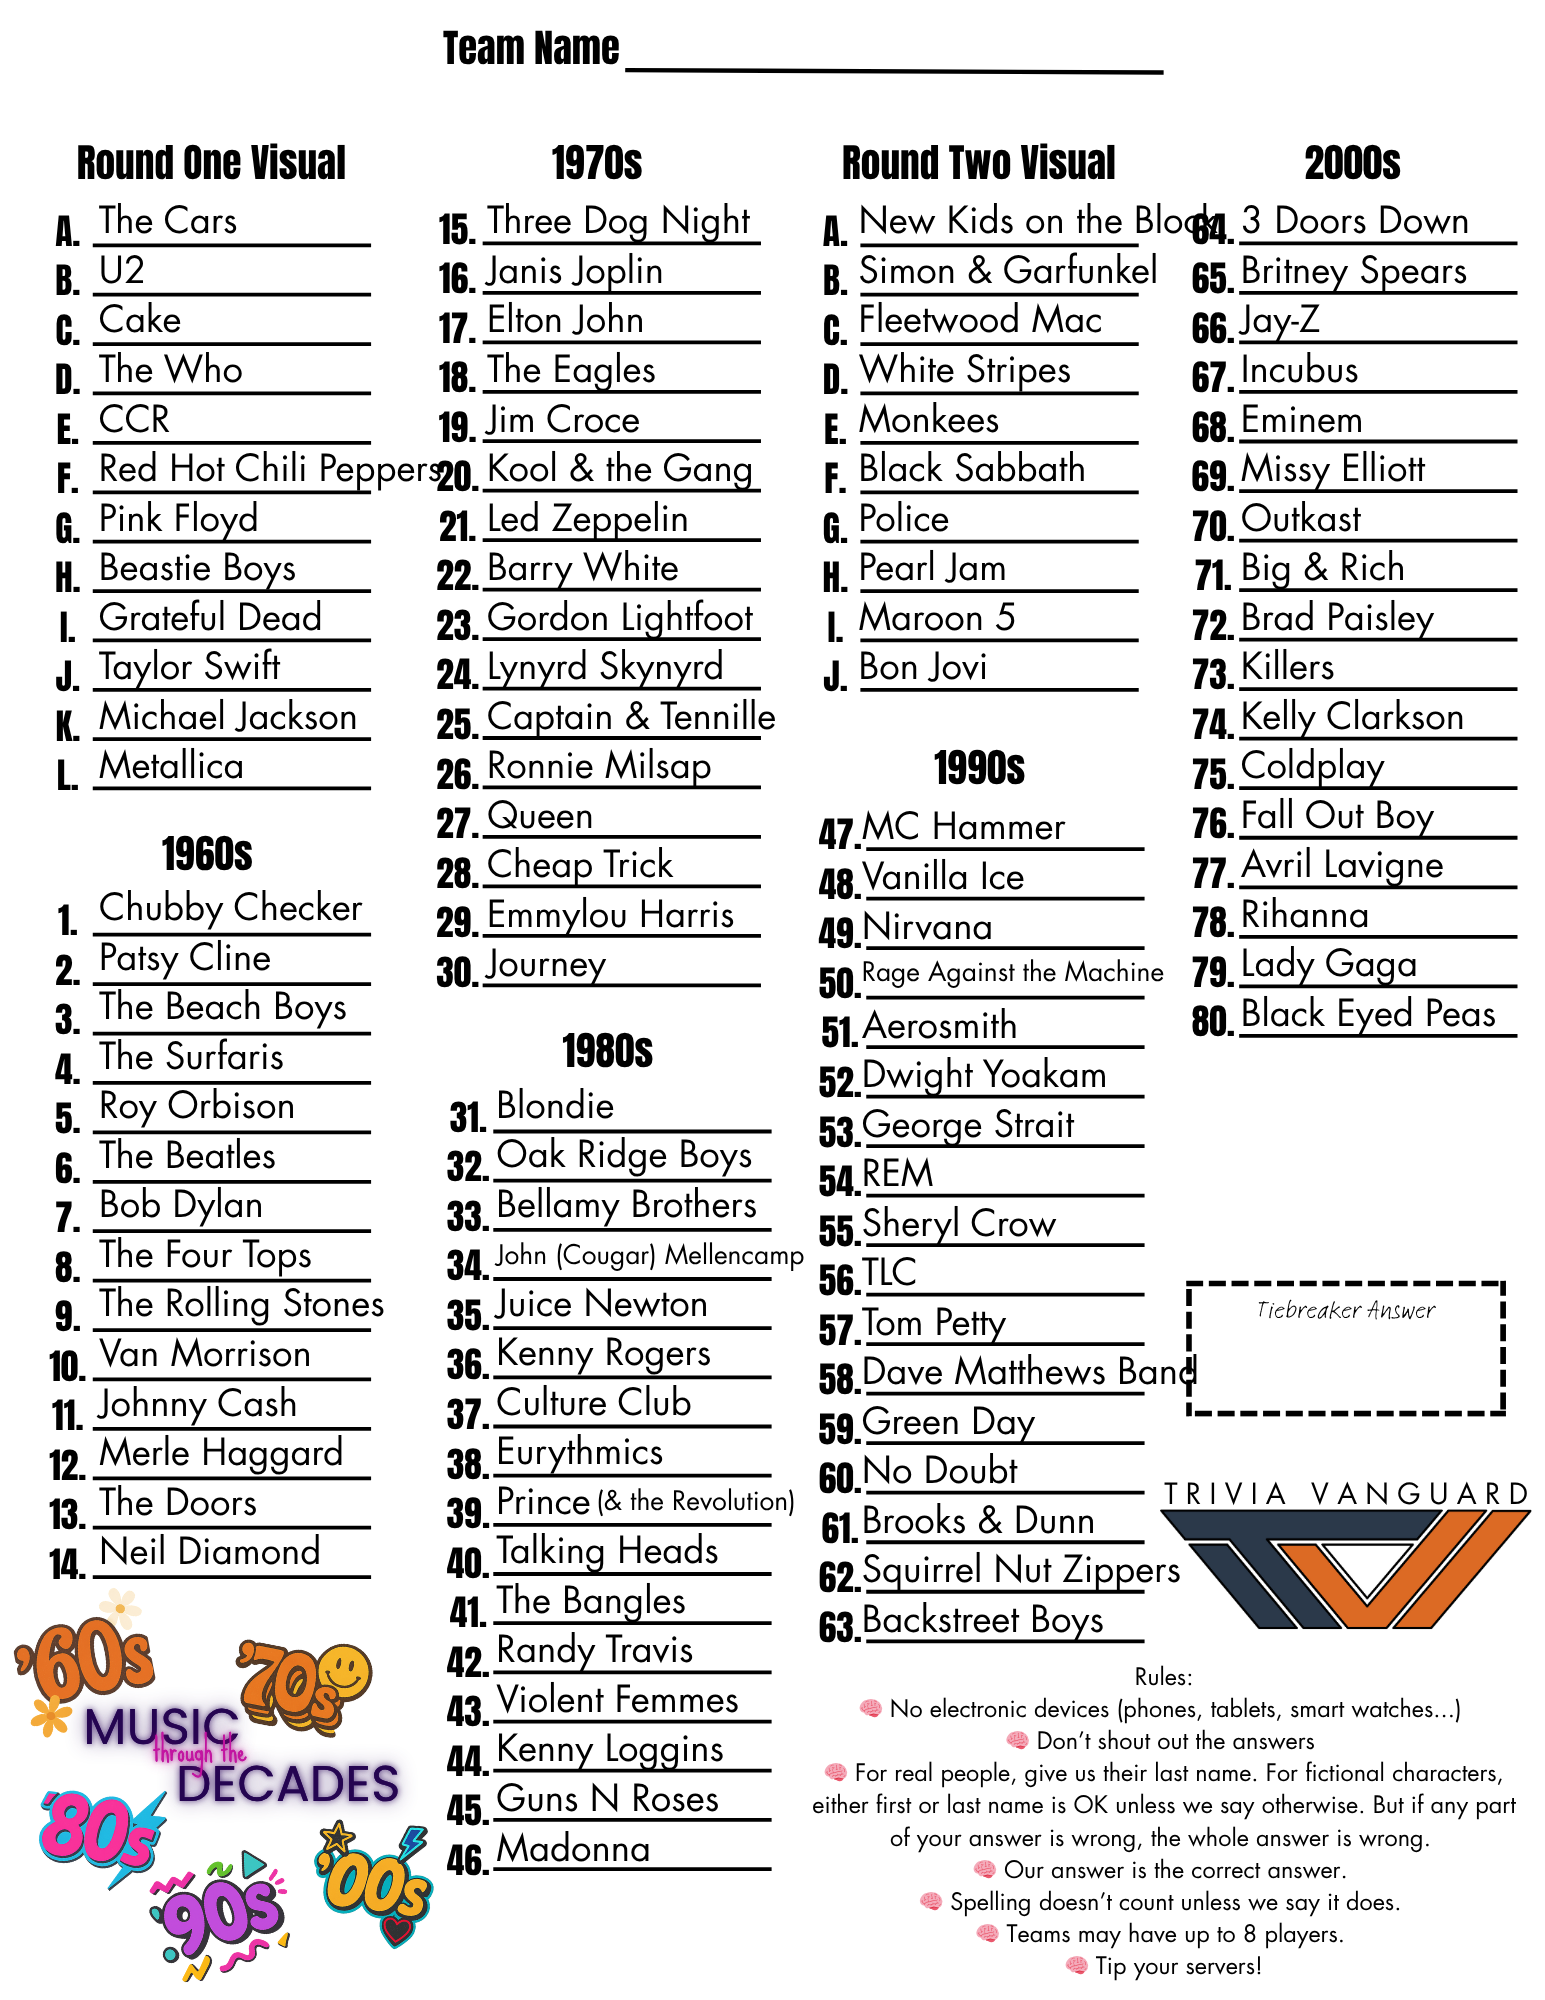 Team Name
Round One Visual
A. The Cars
B. U2
C. Cake
D. The Who
E. CCR
F. Red Hot Chili Peppers
G. Pink Floyd
H. Beastie Boys
I. Grateful Dead
J. Taylor Swift
K. Michael Jackson
L. Metallica
1960s
1. Chubby Checker
2. Patsy Cline
3. The Beach Boys
4. The Surfaris
5. Roy Orbison
6. The Beatles
7. Bob Dylan
8. The Four Tops
9. The Rolling Stones
10. Van Morrison
11. Johnny Cash
12. Merle Haggard
13. The Doors
14. Neil Diamond
'60s
'70s
MUSIC
through the
DECADES
'80s
'90s
'00s
1970s
15. Three Dog Night
16. Janis Joplin
17. Elton John
18. The Eagles
19. Jim Croce
20. Kool & the Gang
21. Led Zeppelin
22. Barry White
23. Gordon Lightfoot
24. Lynyrd Skynyrd
25. Captain & Tennille
26. Ronnie Milsap
27. Queen
28. Cheap Trick
29. Emmylou Harris
30. Journey
1980s
31. Blondie
32. Oak Ridge Boys
33. Bellamy Brothers
34. John (Cougar) Mellencamp
35. Juice Newton
36. Kenny Rogers
37. Culture Club
38. Eurythmics
39. Prince (& the Revolution)
40. Talking Heads
41. The Bangles
42. Randy Travis
43. Violent Femmes
44. Kenny Loggins
45. Guns N Roses
46. Madonna
Round Two Visual
A. New Kids on the Block
B. Simon & Garfunkel
C. Fleetwood Mac
D. White Stripes
E. Monkees
F. Black Sabbath
G. Police
H. Pearl Jam
I. Maroon 5
J. Bon Jovi
1990s
47. MC Hammer
48. Vanilla Ice
49. Nirvana
50. Rage Against the Machine
51. Aerosmith
52. Dwight Yoakam
53. George Strait
54. REM
55. Sheryl Crow
56. TLC
57. Tom Petty
58. Dave Matthews Band
59. Green Day
60. No Doubt
61. Brooks & Dunn
62. Squirrel Nut Zippers
63. Backstreet Boys
2000s
64. 3 Doors Down
65. Britney Spears
66. Jay-Z
67. Incubus
68. Eminem
69. Missy Elliott
70. Outkast
71. Big & Rich
72. Brad Paisley
73. Killers
74. Kelly Clarkson
75. Coldplay
76. Fall Out Boy
77. Avril Lavigne
78. Rihanna
79. Lady Gaga
80. Black Eyed Peas
Tiebreaker Answer
TRIVIA VANGUARD
Rules:
No electronic devices (phones, tablets, smart watches...)
Don't shout out the answers
For real people, give us their last name. For fictional characters,
either first or last name is OK unless we say otherwise. But if any part
of your answer is wrong, the whole answer is wrong.
Our answer is the correct answer.
Spelling doesn't count unless we say it does.
Teams may have up to 8 players.
Tip your servers!